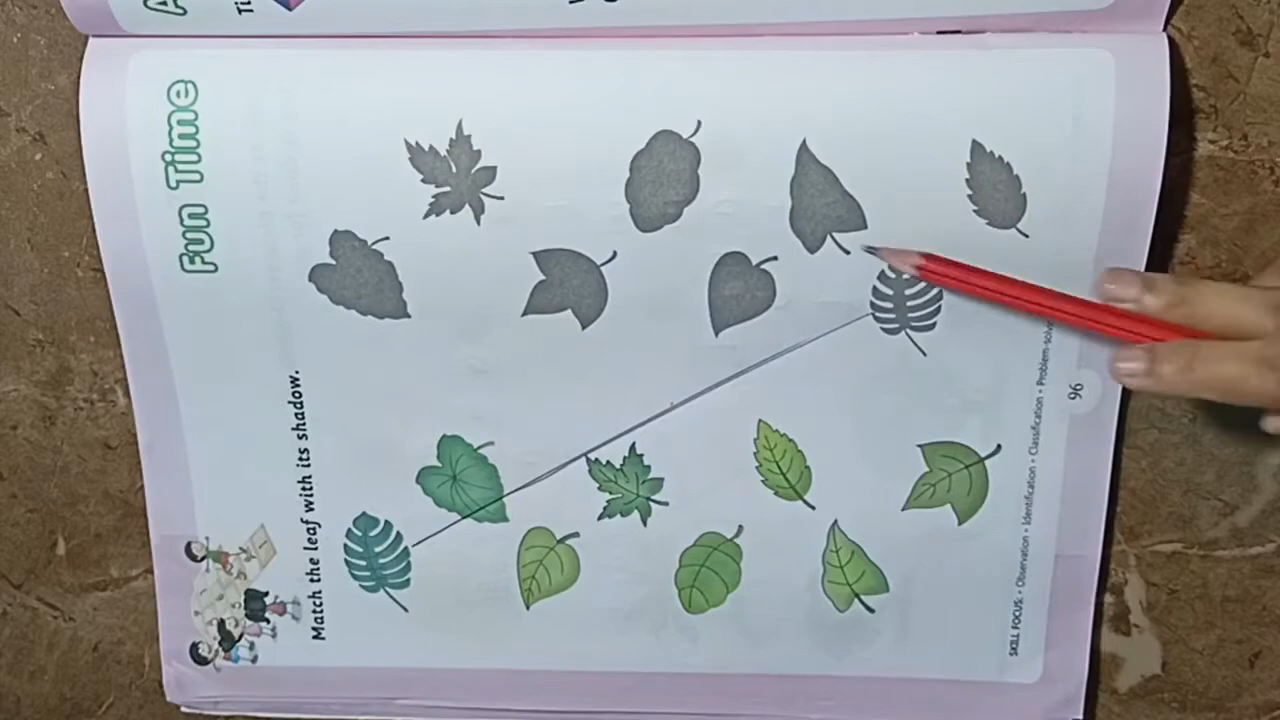 Fun Time
Match the leaf with its shadow.
SKILL FOCUS: • Observation • Identification • Classification • Problem-solv
96